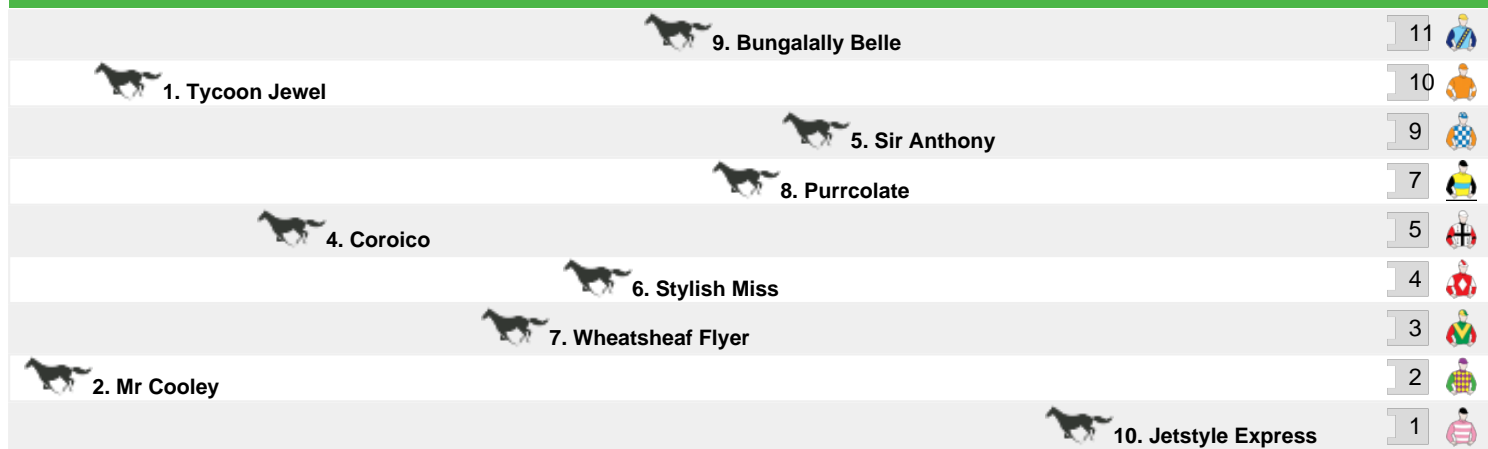 9. Bungalally Belle 11
1. Tycoon Jewel 10
5. Sir Anthony 9
8. Purrcolate 7
4. Coroico 5
6. Stylish Miss 4
7. Wheatsheaf Flyer 3
2. Mr Cooley 2
10. Jetstyle Express 1